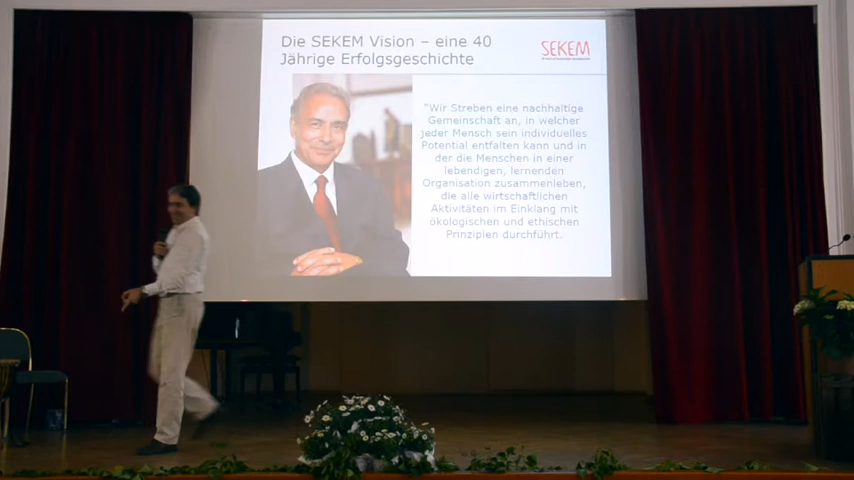 Die SEKEM Vision – eine 40
Jährige Erfolgsgeschichte
SEKEM
"Wir Streben eine nachhaltige
Gemeinschaft an, in welcher
jeder Mensch sein individuelles
Potential entfalten kann und in
der die Menschen in einer
lebendigen, lernenden
Organisation zusammenleben,
die alle wirtschaftlichen
Aktivitäten im Einklang mit
ökologischen und ethischen
Prinzipien durchführt.